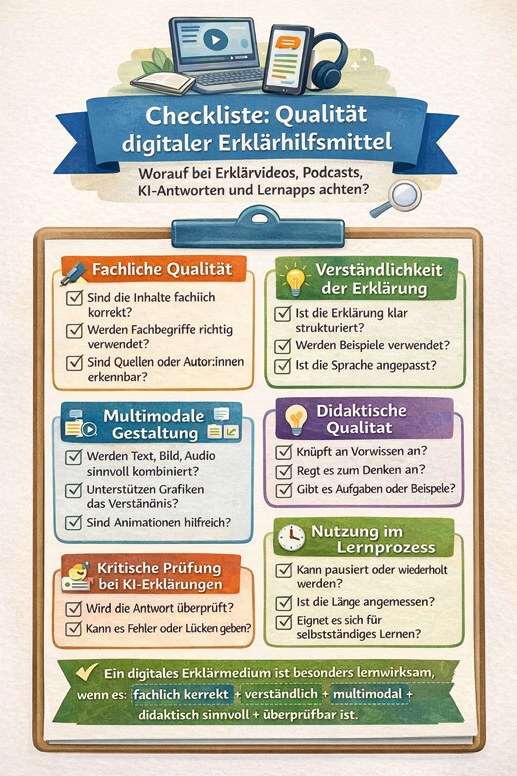 Checkliste: Qualität
digitaler Erklärhilfsmittel
Worauf bei Erklärvideos, Podcasts,
KI-Antworten und Lernapps achten?
Fachliche Qualität
Sind die Inhalte fachiich
korrekt?
Werden Fachbegriffe richtig
verwendet?
Sind Quellen oder Autor:innen
erkennbar?
Verständlichkeit
der Erklärung
Ist die Erklärung klar
strukturiert?
Werden Beispiele verwendet?
Ist die Sprache angepasst?
Multimodale
Gestaltung
Werden Text, Bild, Audio
sinnvoll kombiniert?
Unterstützen Grafiken
das Verstänänis?
Sind Animationen hilfreich?
Didaktische
Qualitat
Knüpft an Vorwissen an?
Regt es zum Denken an?
Gibt es Aufgaben oder Beispele?
Kritische Prüfung
bei KI-Erklärungen
Wird die Antwort überprüft?
Kann es Fehler oder Lücken geben?
Nutzung im
Lernprozess
Kann pausiert oder wiederholt
werden?
Ist die Länge angemessen?
Eignet es sich für
selbstständiges Lernen?
Ein digitales Erklärmedium ist besonders lernwirksam,
wenn es: fachlich kerrekt + verständlich + multimodal +
didaktisch sinnvoll + überprüfbar ist.